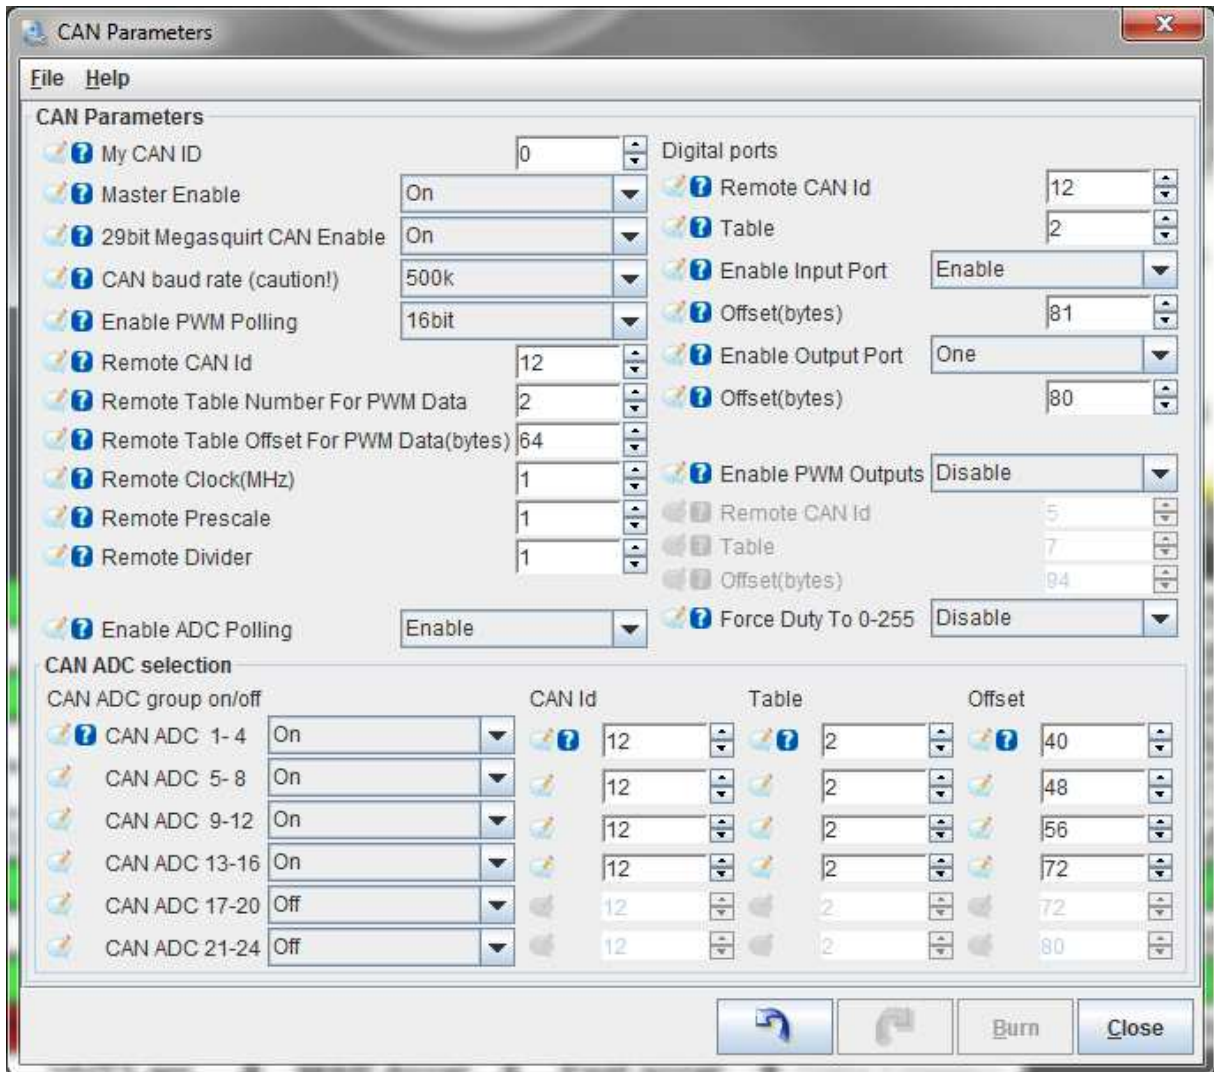 CAN Parameters
File Help
CAN Parameters
My CAN ID 0
Master Enable On
29bit Megasquirt CAN Enable On
CAN baud rate (caution!) 500k
Enable PWM Polling 16bit
Remote CAN Id 12
Remote Table Number For PWM Data 2
Remote Table Offset For PWM Data(bytes) 64
Remote Clock(MHz) 1
Remote Prescale 1
Remote Divider 1
Enable ADC Polling Enable
Digital ports
Remote CAN Id 12
Table 2
Enable Input Port Enable
Offset(bytes) 81
Enable Output Port One
Offset(bytes) 80
Enable PWM Outputs Disable
Remote CAN Id 5
Table 7
Offset(bytes) 94
Force Duty To 0-255 Disable
CAN ADC selection
CAN ADC group on/off CAN Id Table Offset
CAN ADC 1- 4 On 12 2 40
CAN ADC 5- 8 On 12 2 48
CAN ADC 9-12 On 12 2 56
CAN ADC 13-16 On 12 2 72
CAN ADC 17-20 Off 12 2 72
CAN ADC 21-24 Off 12 2 80
Burn Close